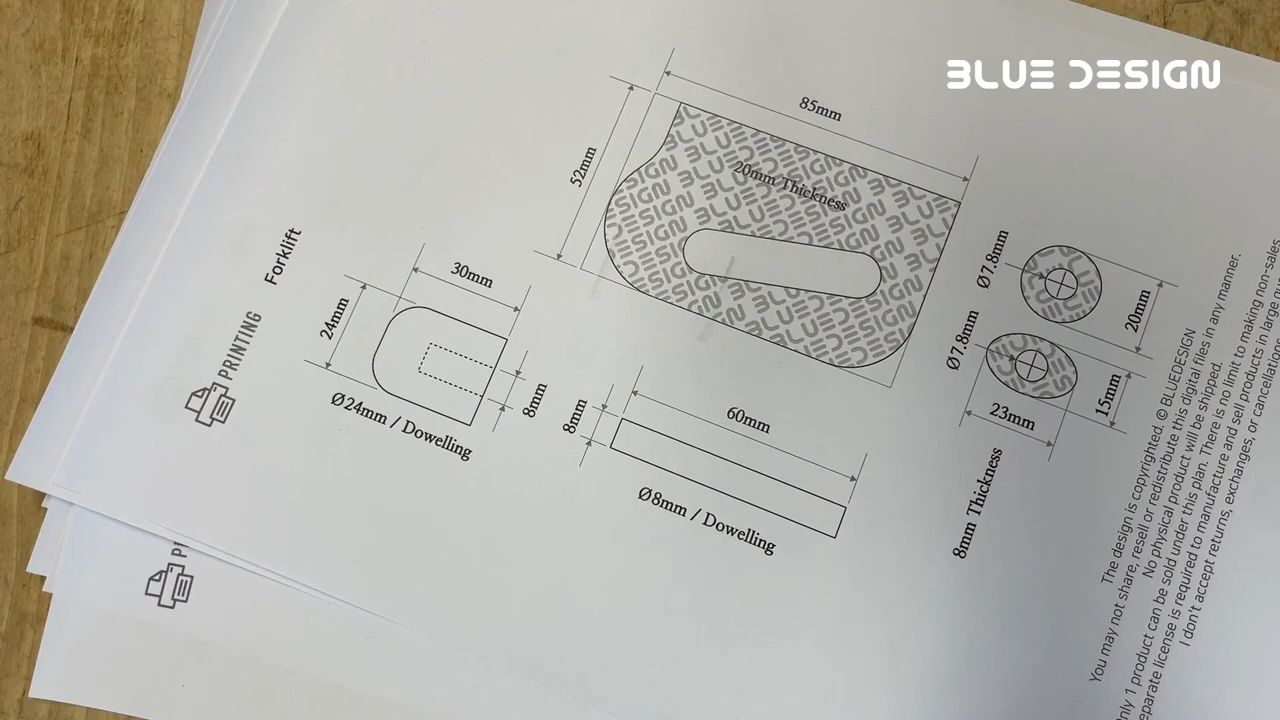 BLUE DESIGN
PRINTING
Forklift
85mm
52mm
20mm Thickness
30mm
24mm
8mm
Ø24mm / Dowelling
60mm
8mm
Ø8mm / Dowelling
Ø7.8mm
20mm
Ø7.8mm
15mm
23mm
8mm Thickness
The design is copyrighted. © BLUEDESIGN
You may not share, resell or redistribute this digital files in any manner.
No physical product will be shipped.
1 product can be sold under this plan. There is no limit to making non-sales
license is required to manufacture and sell products in large
I don't accept returns, exchanges, or cancellations